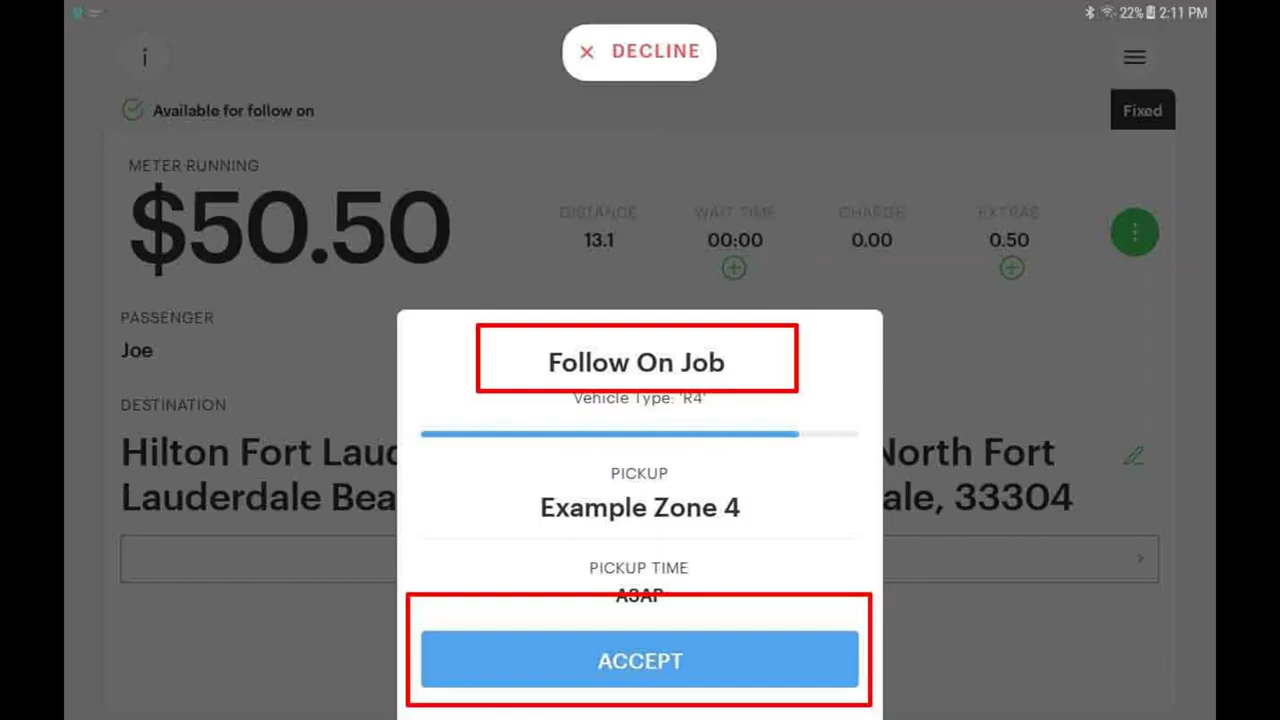 22% 2:11 PM
× DECLINE
i
Available for follow on
Fixed
METER RUNNING
$50.50
DISTANCE WAIT TIME CHARGE EXTRAS
13.1 00:00 0.00 0.50
PASSENGER
Joe
DESTINATION
Hilton Fort Laud North Fort
Lauderdale Bea ale, 33304
Follow On Job
Vehicle Type: 'R4'
PICKUP
Example Zone 4
PICKUP TIME
ASAP
ACCEPT